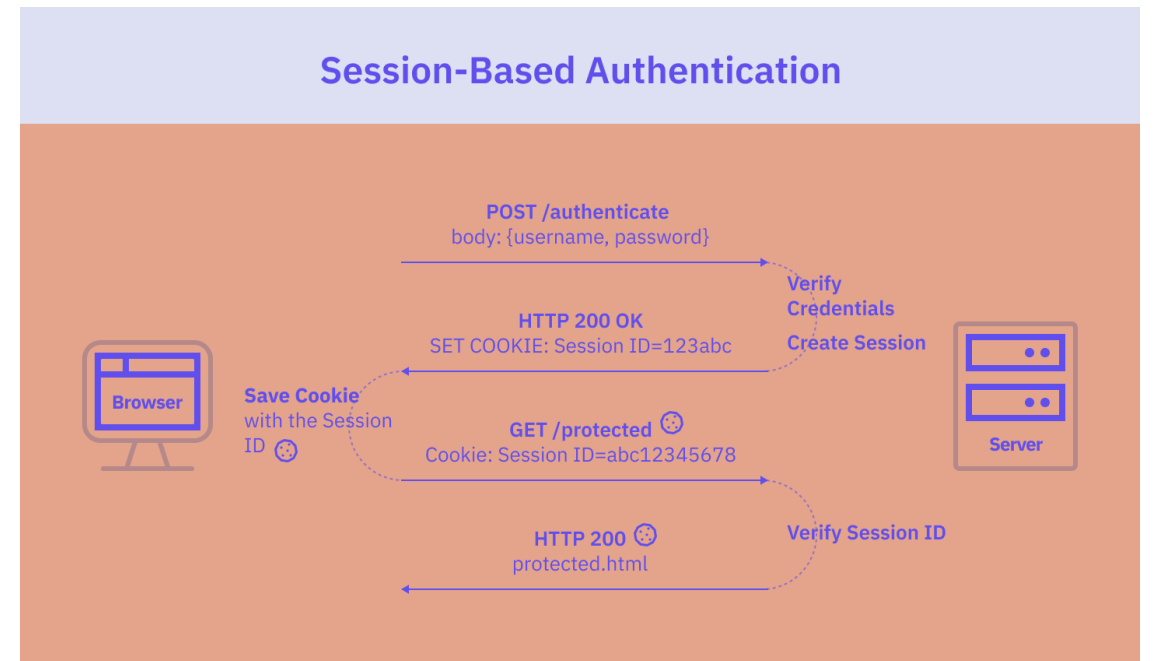 Session-Based Authentication
POST /authenticate
body: {username, password}
Verify
Credentials
Create Session
HTTP 200 OK
SET COOKIE: Session ID=123abc
Browser
Save Cookie
with the Session
ID
GET /protected
Cookie: Session ID=abc12345678
Server
Verify Session ID
HTTP 200
protected.html